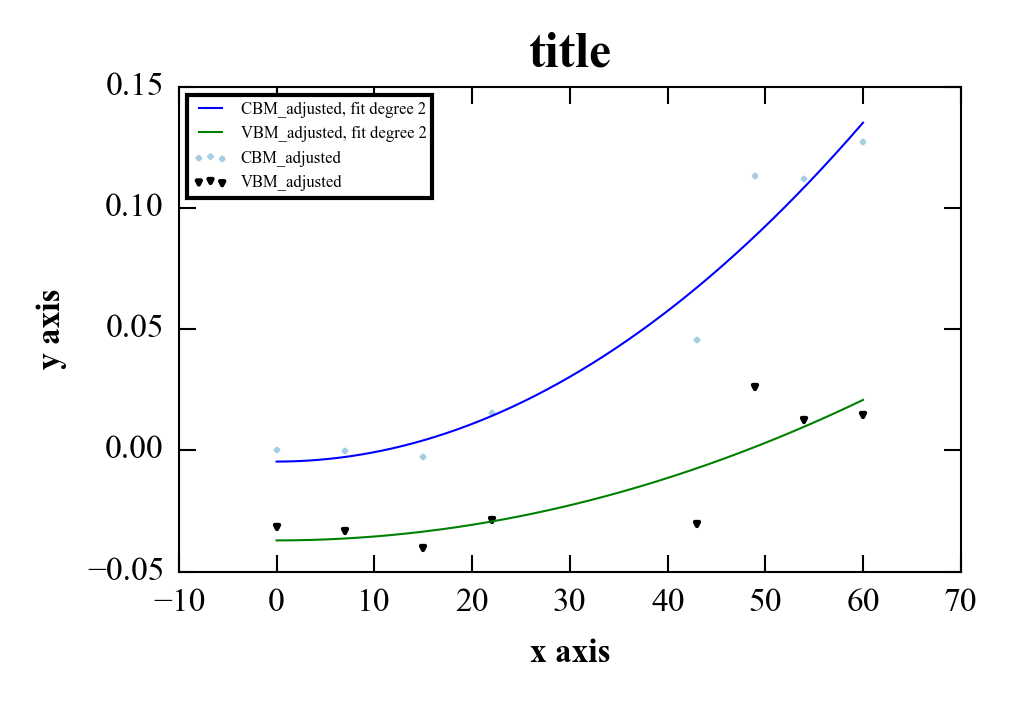 title
0.15
0.10
0.05
0.00
−0.05
y axis
CBM_adjusted, fit degree 2
VBM_adjusted, fit degree 2
CBM_adjusted
VBM_adjusted
−10 0 10 20 30 40 50 60 70
x axis